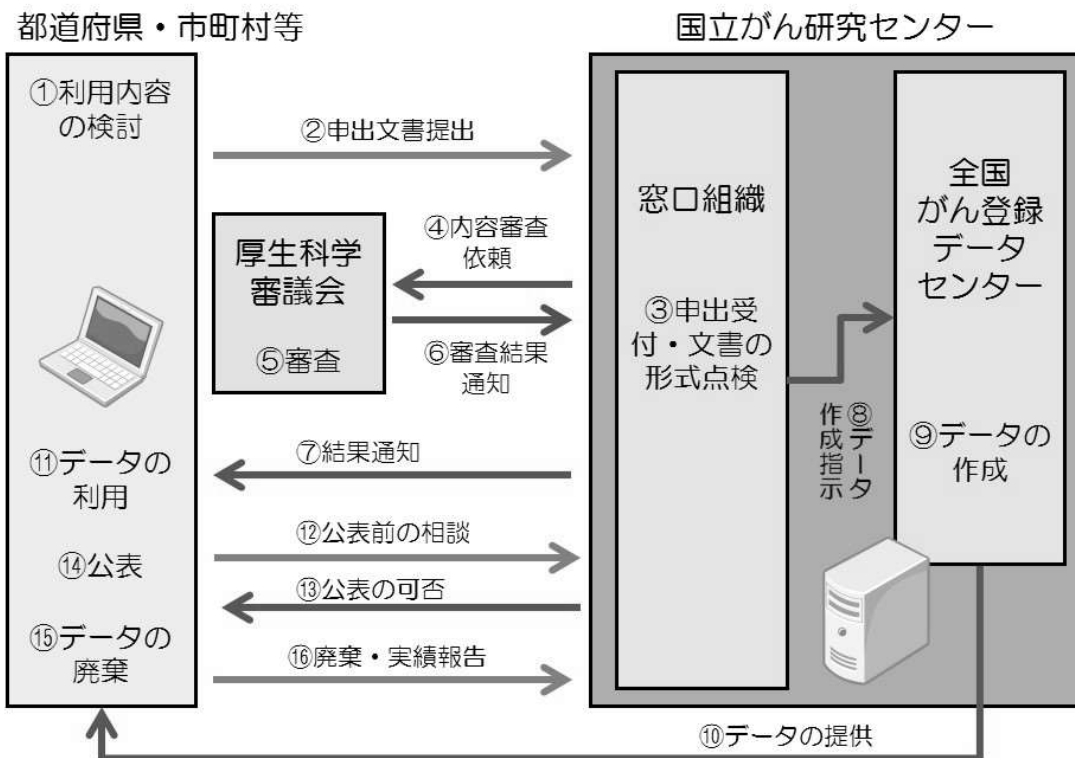 都道府県・市町村等
国立がん研究センター
①利用内容
の検討
②申出文書提出
窓口組織
③申出受
付・文書の
形式点検
厚生科学
審議会
⑤審査
④内容審査
依頼
⑥審査結果
通知
全国
がん登録
データ
センター
⑧データ
作成指示
⑨データの
作成
⑦結果通知
⑪データの
利用
⑫公表前の相談
⑬公表の可否
⑭公表
⑮データの
廃棄
⑯廃棄・実績報告
⑩データの提供